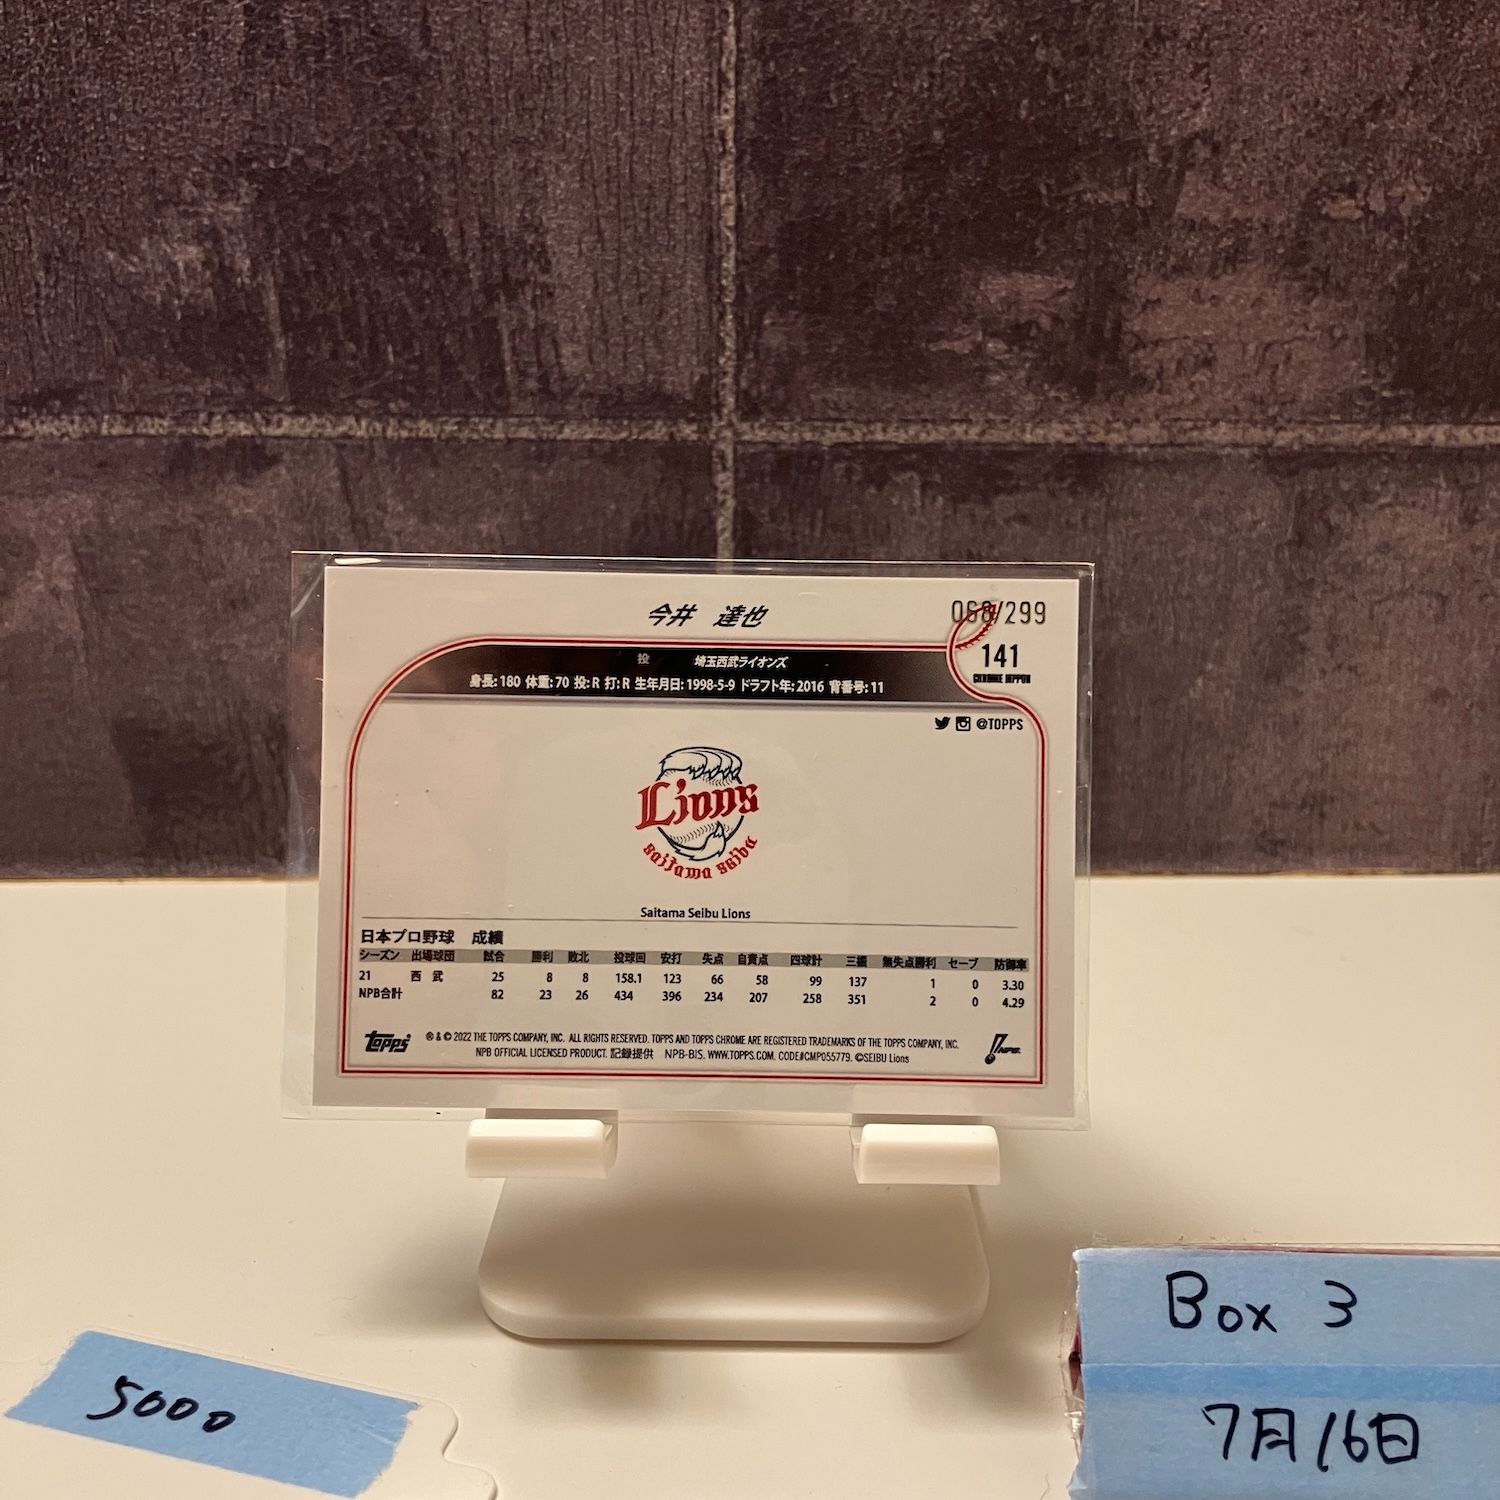 今井 達也
068/299
141
CHROME NIPPON
投 埼玉西武ライオンズ
身長: 180 体重: 70 投: R 打: R 生年月日: 1998-5-9 ドラフト年: 2016 背番号: 11
@TOPPS
Lions
Saitama Seibu
Saitama Seibu Lions
日本プロ野球 成績
シーズン 出場球団 試合 勝利 敗北 投球回 安打 失点 自責点 四球計 三振 無失点勝利 セーブ 防御率
21 西 武 25 8 8 158.1 123 66 58 99 137 1 0 3.30
NPB合計 82 23 26 434 396 234 207 258 351 2 0 4.29
topps
® & © 2022 THE TOPPS COMPANY, INC. ALL RIGHTS RESERVED. TOPPS AND TOPPS CHROME ARE REGISTERED TRADEMARKS OF THE TOPPS COMPANY, INC.
NPB OFFICIAL LICENSED PRODUCT. 記録提供 NPB-BIS. WWW.TOPPS.COM. CODE#CMP055779. ©SEIBU Lions
NPB
5000
Box 3
7月16日